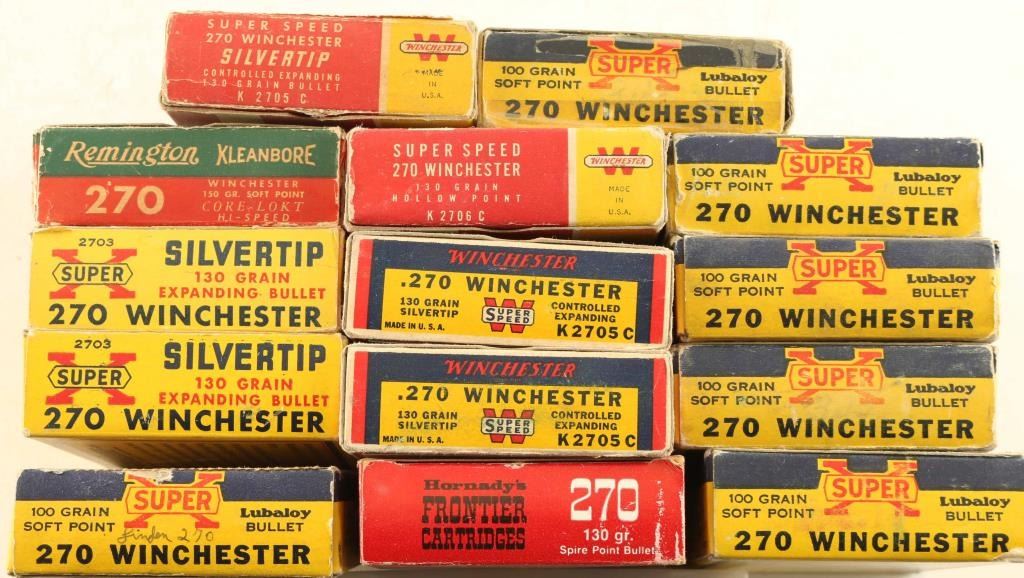 SUPER SPEED
270 WINCHESTER
SILVERTIP
CONTROLLED EXPANDING
130 GRAIN BULLET
K 2705 C
WINCHESTER
MADE
IN
U.S.A.
100 GRAIN
SOFT POINT
SUPER X
Lubaloy
BULLET
270 WINCHESTER
Remington KLEANBORE
270
WINCHESTER
150 GR. SOFT POINT
CORE-LOKT
HI-SPEED
SUPER SPEED
270 WINCHESTER
130 GRAIN
HOLLOW POINT
K 2706 C
WINCHESTER
MADE
IN
U.S.A.
100 GRAIN
SOFT POINT
SUPER X
Lubaloy
BULLET
270 WINCHESTER
2703
SUPER X
SILVERTIP
130 GRAIN
EXPANDING BULLET
270 WINCHESTER
WINCHESTER
.270 WINCHESTER
130 GRAIN
SILVERTIP
SUPER
SPEED
W
CONTROLLED
EXPANDING
MADE IN U.S.A.
K2705C
100 GRAIN
SOFT POINT
SUPER X
Lubaloy
BULLET
270 WINCHESTER
2703
SUPER X
SILVERTIP
130 GRAIN
EXPANDING BULLET
270 WINCHESTER
WINCHESTER
.270 WINCHESTER
130 GRAIN
SILVERTIP
SUPER
SPEED
W
CONTROLLED
EXPANDING
MADE IN U.S.A.
K2705C
100 GRAIN
SOFT POINT
SUPER X
Lubaloy
BULLET
270 WINCHESTER
100 GRAIN
SOFT POINT
SUPER X
Lubaloy
BULLET
270
270 WINCHESTER
Hornady's
FRONTIER
CARTRIDGES
270
130 gr.
Spire Point Bullet
100 GRAIN
SOFT POINT
SUPER X
Lubaloy
BULLET
270 WINCHESTER